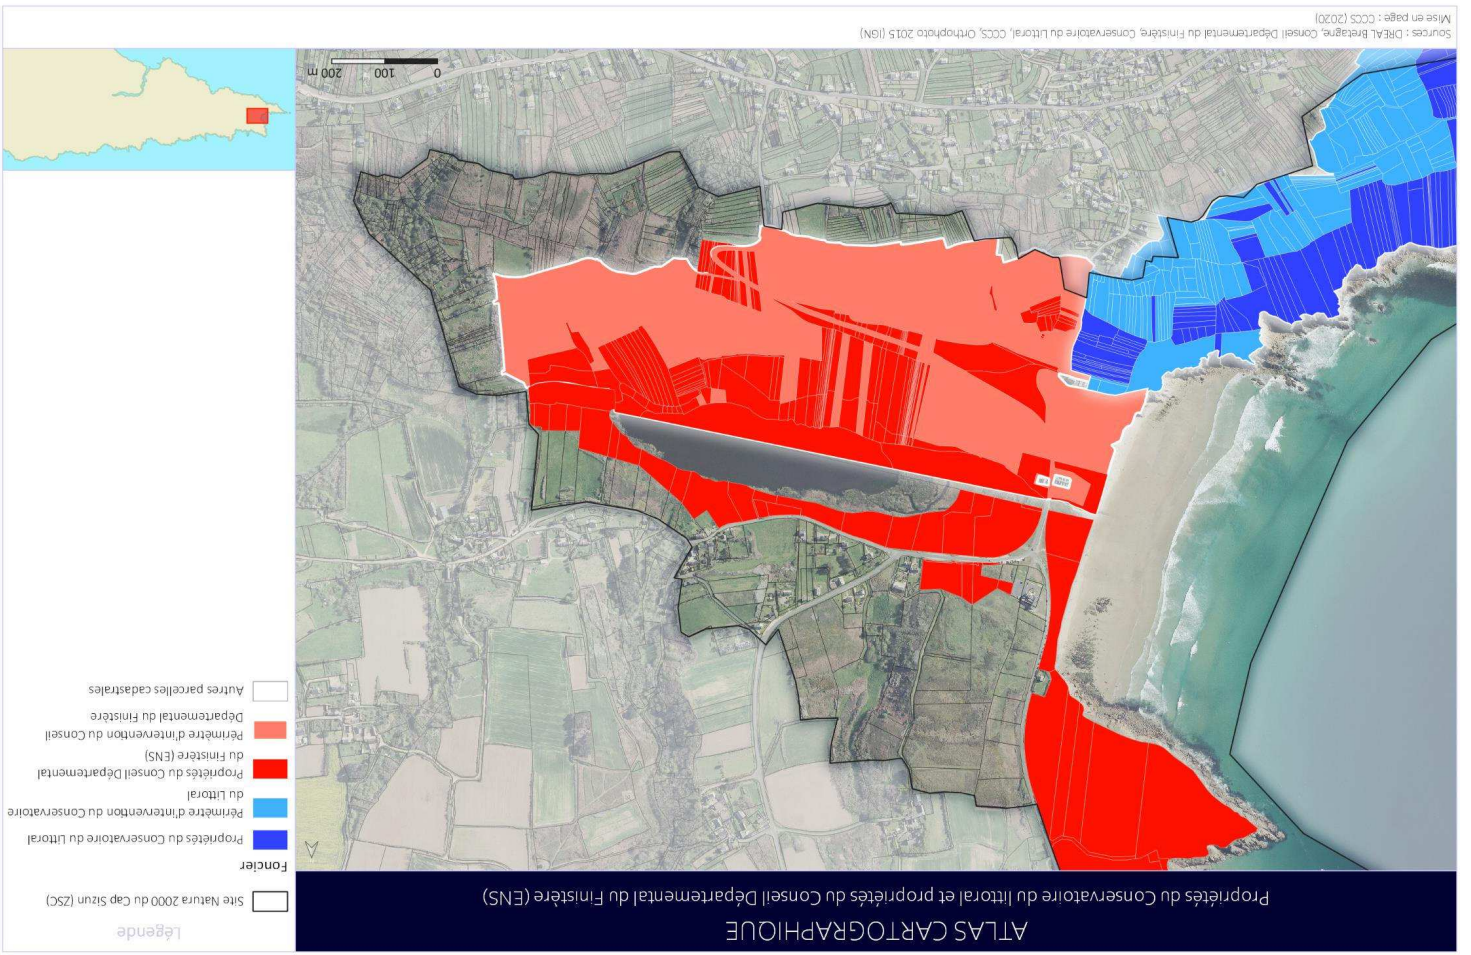 ATLAS CARTOGRAPHIQUE
Propriétés du Conservatoire du littoral et propriétés du Conseil Départemental du Finistère (ENS)
Légende
Site Natura 2000 du Cap Sizun (ZSC)
Foncier
Propriétés du Conservatoire du Littoral
Périmètre d'intervention du Conservatoire
du Littoral
Propriétés du Conseil Départemental
du Finistère (ENS)
Périmètre d'intervention du Conseil
Départemental du Finistère
Autres parcelles cadastrales
0 100 200 m
Sources : DREAL Bretagne, Conseil Départemental du Finistère, Conservatoire du Littoral, CCCS, Orthophoto 2015 (IGN)
Mise en page : CCCS (2020)